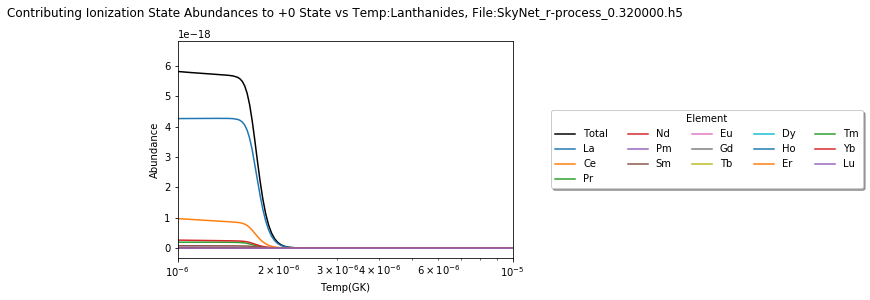 Contributing Ionization State Abundances to +0 State vs Temp:Lanthanides, File:SkyNet_r-process_0.320000.h5
1e−18
6
5
4
3
2
1
0
Abundance
10⁻⁶
2 × 10⁻⁶
3 × 10⁻⁶
4 × 10⁻⁶
6 × 10⁻⁶
10⁻⁵
Temp(GK)
Element
Total
La
Ce
Pr
Nd
Pm
Sm
Eu
Gd
Tb
Dy
Ho
Er
Tm
Yb
Lu